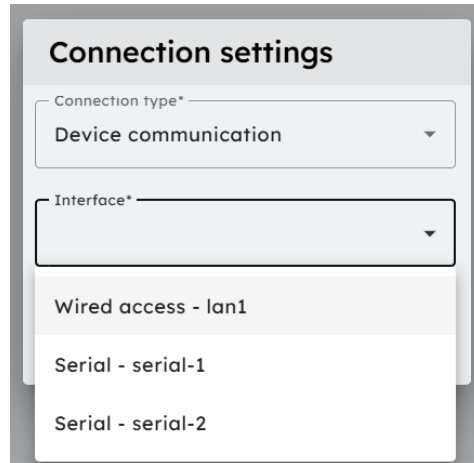 Connection settings
Connection type*
Device communication
Interface*
Wired access - lan1
Serial - serial-1
Serial - serial-2